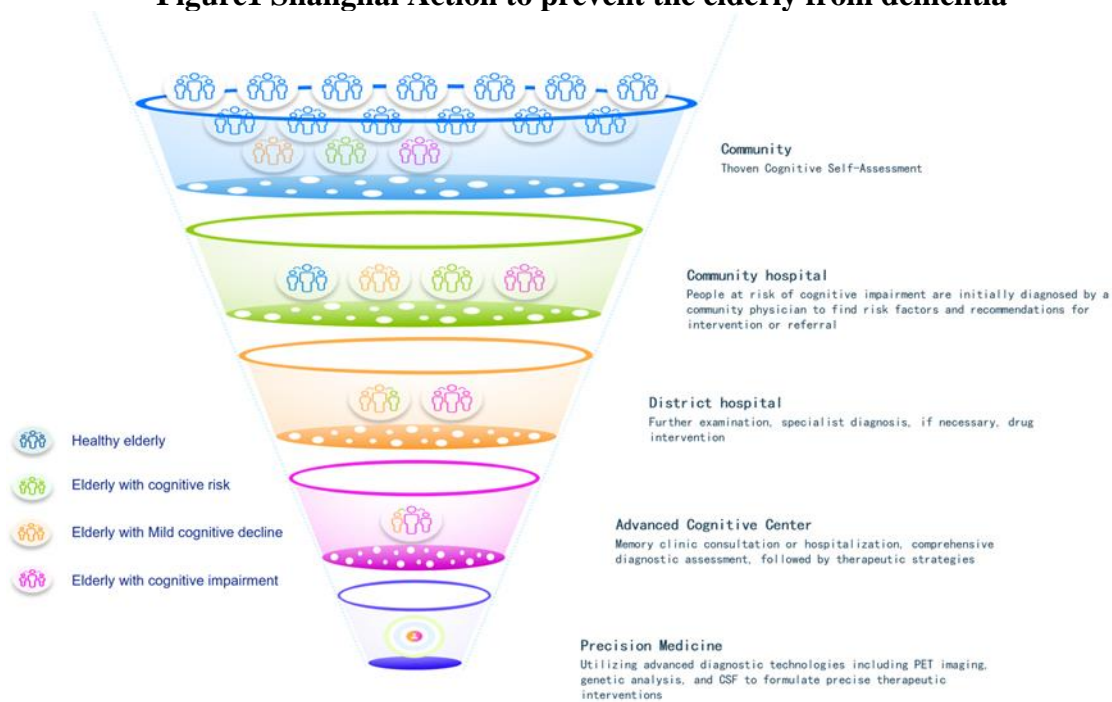 Figure1 Shanghai Action to prevent the elderly from dementia
Community
Thoven Cognitive Self-Assessment
Community hospital
People at risk of cognitive impairment are initially diagnosed by a
community physician to find risk factors and recommendations for
intervention or referral
District hospital
Further examination, specialist diagnosis, if necessary, drug
intervention
Healthy elderly
Elderly with cognitive risk
Elderly with Mild cognitive decline
Elderly with cognitive impairment
Advanced Cognitive Center
Memory clinic consultation or hospitalization, comprehensive
diagnostic assessment, followed by therapeutic strategies
Precision Medicine
Utilizing advanced diagnostic technologies including PET imaging,
genetic analysis, and CSF to formulate precise therapeutic
interventions